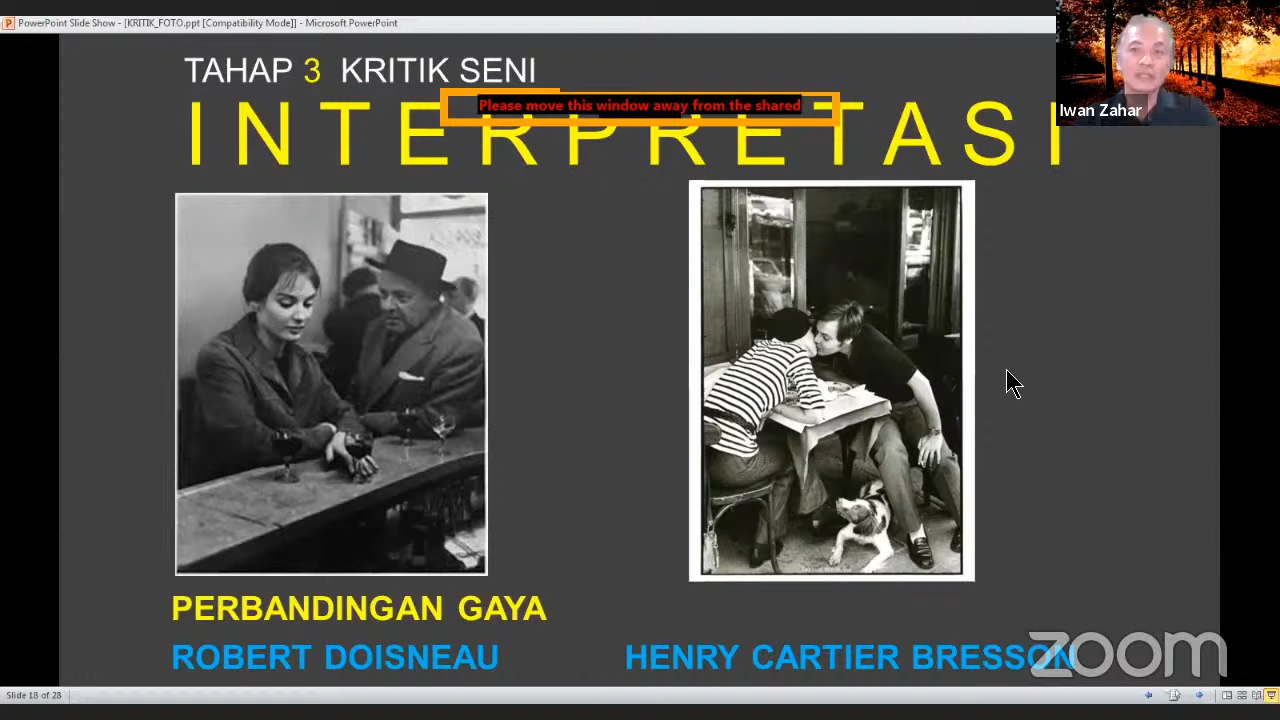 PowerPoint Slide Show - [KRITIK_FOTO.ppt [Compatibility Mode]] - Microsoft PowerPoint
TAHAP 3 KRITIK SENI
Please move this window away from the shared
INTERPRETASI
Iwan Zahar
PERBANDINGAN GAYA
ROBERT DOISNEAU
HENRY CARTIER BRESSON
zoom
Slide 18 of 28